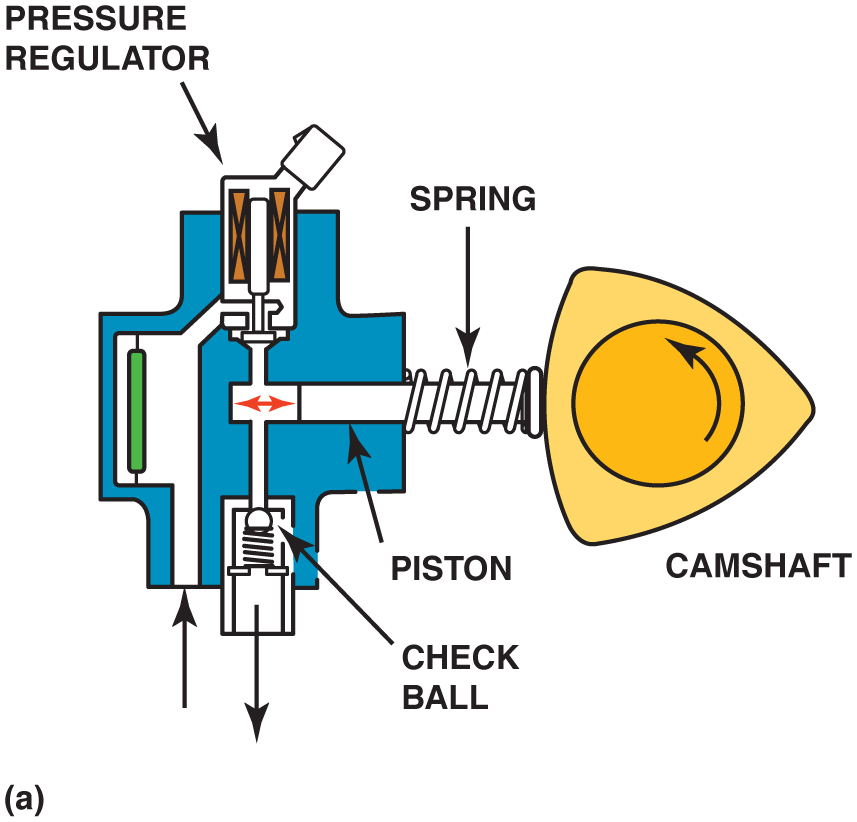 PRESSURE
REGULATOR
SPRING
PISTON
CAMSHAFT
CHECK
BALL
(a)